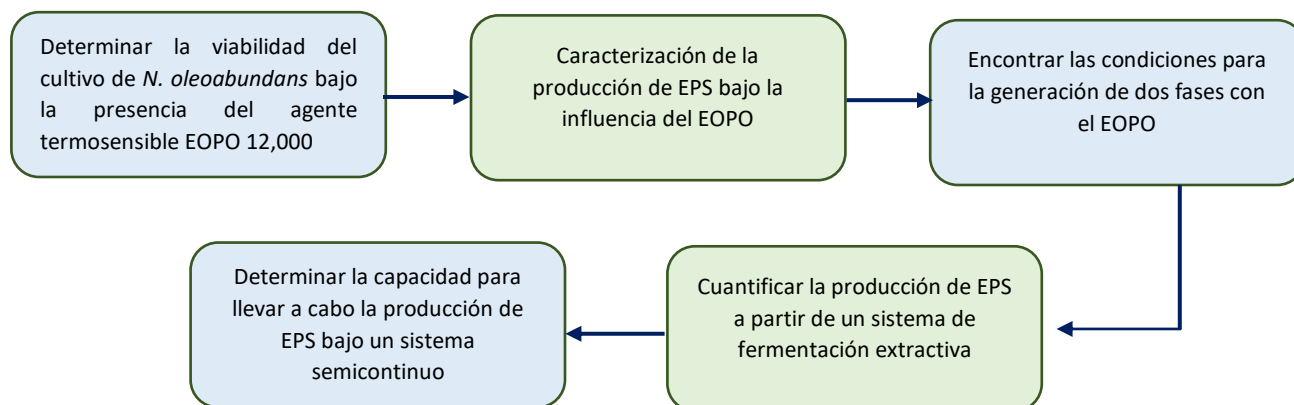 Determinar la viabilidad del
cultivo de N. oleoabundans bajo
la presencia del agente
termosensible EOPO 12,000
Caracterización de la
producción de EPS bajo la
influencia del EOPO
Encontrar las condiciones para
la generación de dos fases con
el EOPO
Cuantificar la producción de EPS
a partir de un sistema de
fermentación extractiva
Determinar la capacidad para
llevar a cabo la producción de
EPS bajo un sistema
semicontinuo